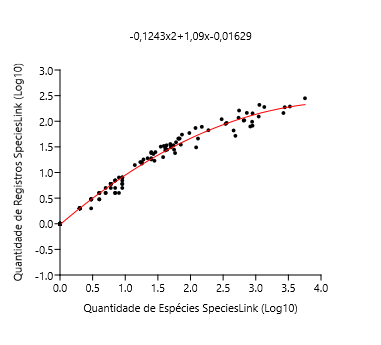 -0,1243x2+1,09x-0,01629
3.0
2.5
2.0
1.5
1.0
0.5
0.0
-0.5
-1.0
Quantidade de Registros SpeciesLink (Log10)
0.0 0.5 1.0 1.5 2.0 2.5 3.0 3.5 4.0
Quantidade de Espécies SpeciesLink (Log10)